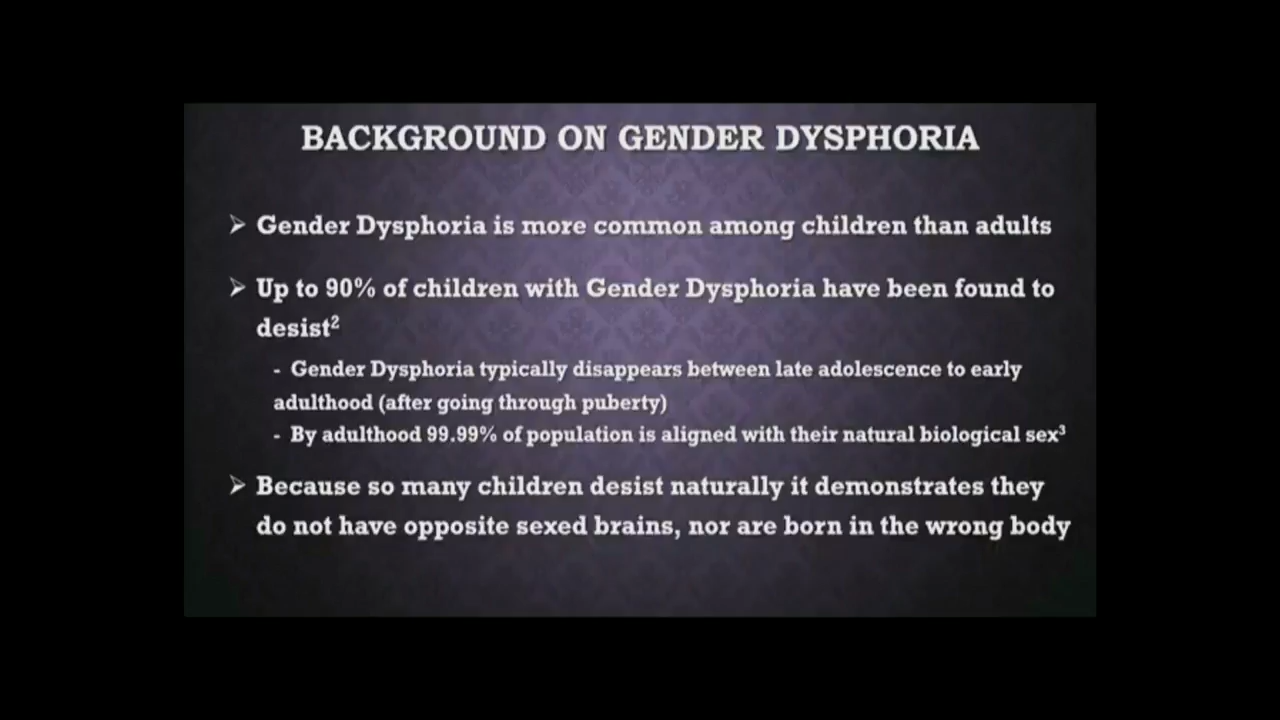 BACKGROUND ON GENDER DYSPHORIA
➢ Gender Dysphoria is more common among children than adults
➢ Up to 90% of children with Gender Dysphoria have been found to
desist²
- Gender Dysphoria typically disappears between late adolescence to early
adulthood (after going through puberty)
- By adulthood 99.99% of population is aligned with their natural biological sex³
➢ Because so many children desist naturally it demonstrates they
do not have opposite sexed brains, nor are born in the wrong body